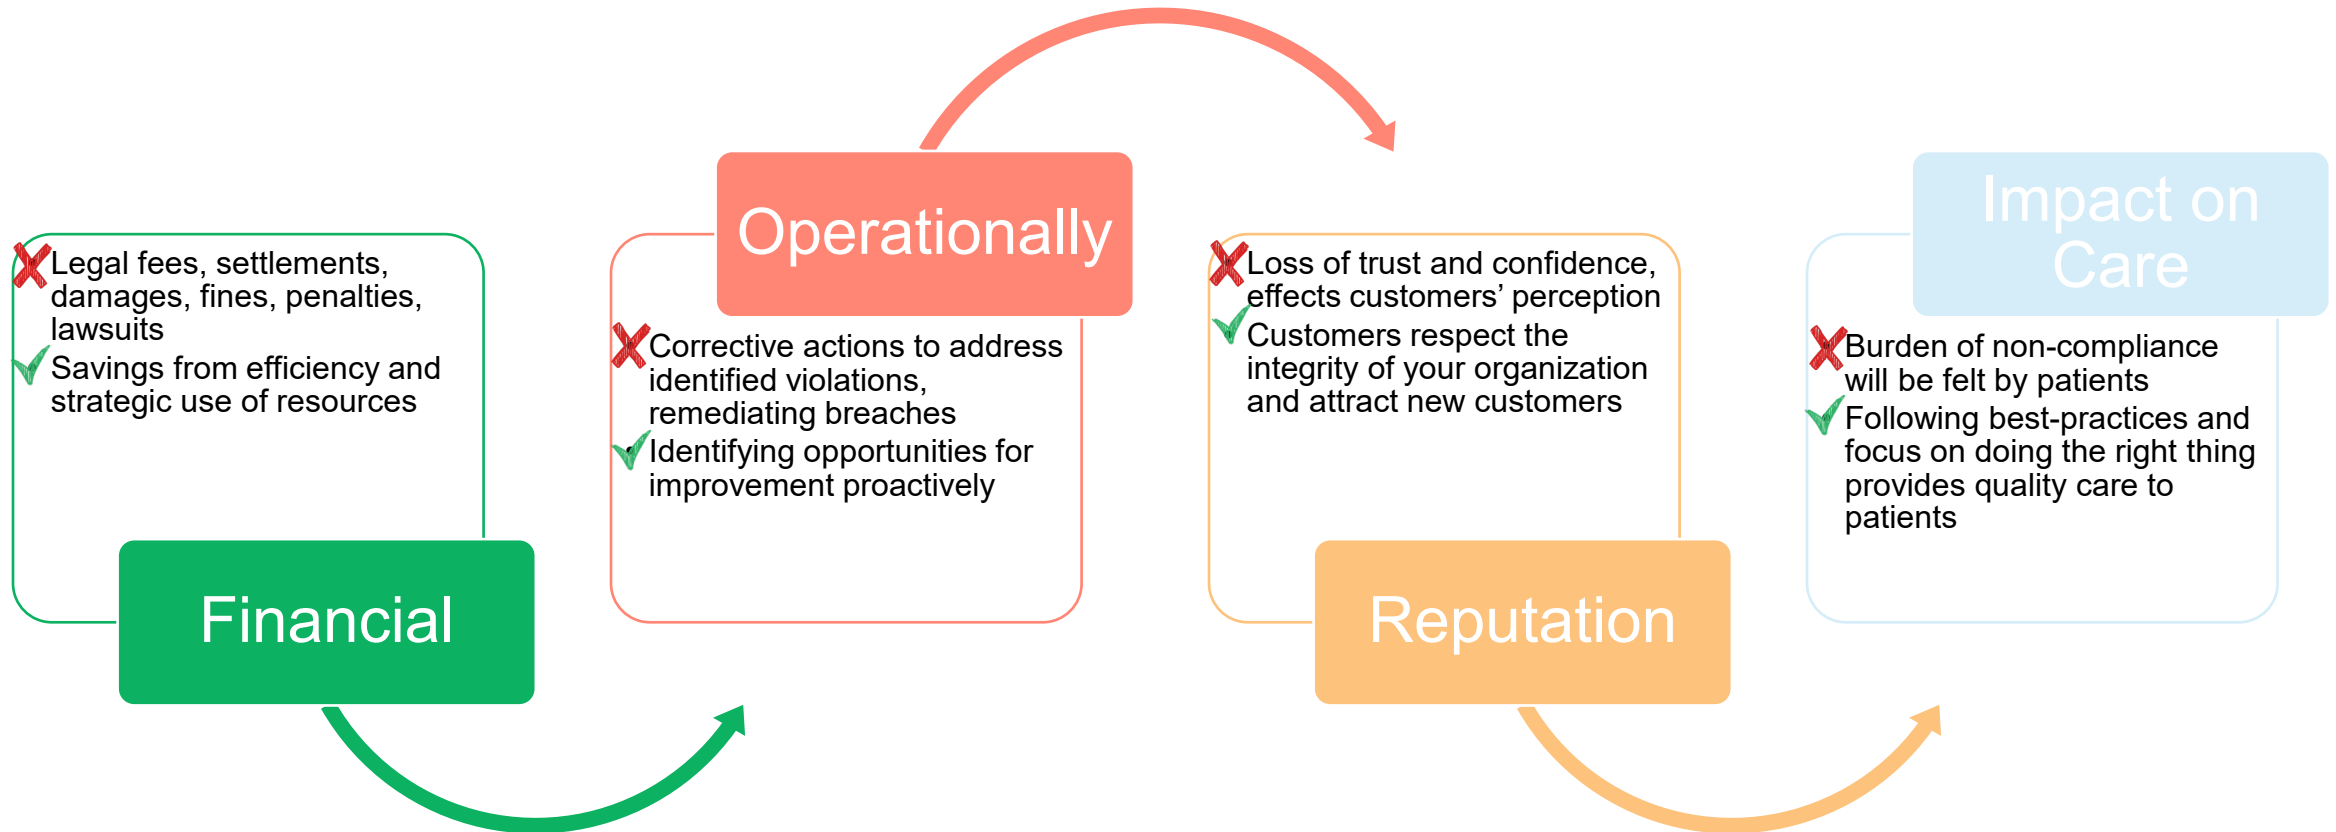 Legal fees, settlements,
damages, fines, penalties,
lawsuits
Savings from efficiency and
strategic use of resources
Financial
Operationally
Corrective actions to address
identified violations,
remediating breaches
Identifying opportunities for
improvement proactively
Loss of trust and confidence,
effects customers’ perception
Customers respect the
integrity of your organization
and attract new customers
Reputation
Impact on
Care
Burden of non-compliance
will be felt by patients
Following best-practices and
focus on doing the right thing
provides quality care to
patients